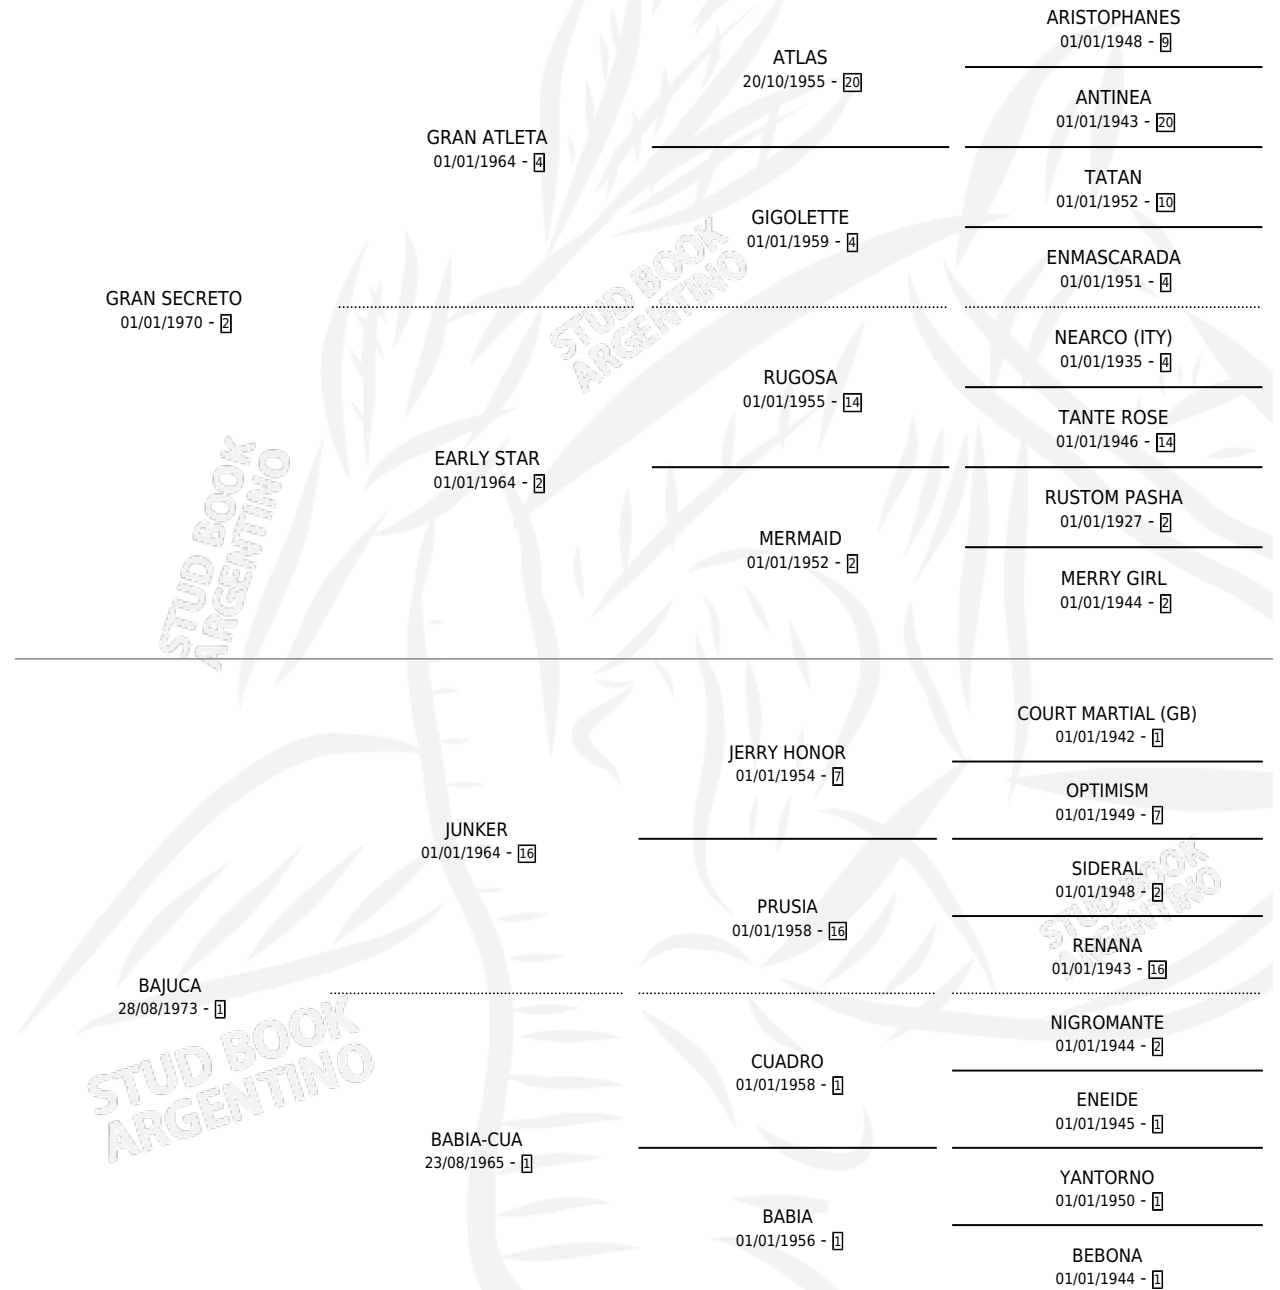 ARISTOPHANES
01/01/1948 - 9
ATLAS
20/10/1955 - 20
ANTINEA
01/01/1943 - 20
GRAN ATLETA
01/01/1964 - 4
TATAN
01/01/1952 - 10
GIGOLETTE
01/01/1959 - 4
ENMASCARADA
01/01/1951 - 4
GRAN SECRETO
01/01/1970 - 2
STUD BOOK
ARGENTINO
NEARCO (ITY)
01/01/1935 - 4
RUGOSA
01/01/1955 - 14
TANTE ROSE
01/01/1946 - 14
EARLY STAR
01/01/1964 - 2
RUSTOM PASHA
01/01/1927 - 2
MERMAID
01/01/1952 - 2
MERRY GIRL
01/01/1944 - 2
STUD BOOK
ARGENTINO
COURT MARTIAL (GB)
01/01/1942 - 1
JERRY HONOR
01/01/1954 - 7
OPTIMISM
01/01/1949 - 7
JUNKER
01/01/1964 - 16
SIDERAL
01/01/1948 - 2
PRUSIA
01/01/1958 - 16
RENANA
01/01/1943 - 16
STUD BOOK
ARGENTINO
BAJUCA
28/08/1973 - 1
NIGROMANTE
01/01/1944 - 2
CUADRO
01/01/1958 - 1
ENEIDE
01/01/1945 - 1
STUD BOOK
ARGENTINO
BABIA-CUA
23/08/1965 - 1
YANTORNO
01/01/1950 - 1
BABIA
01/01/1956 - 1
BEBONA
01/01/1944 - 1